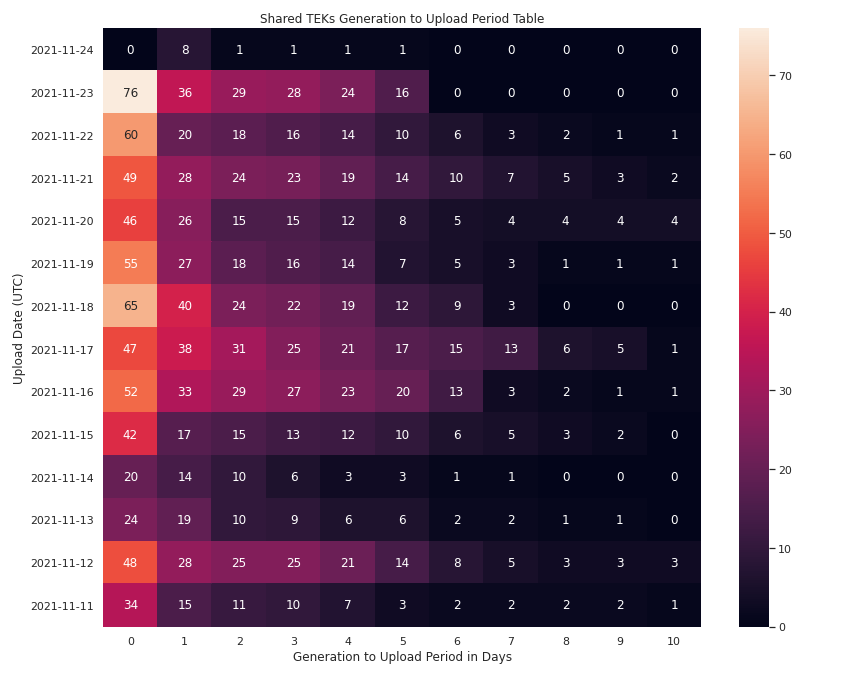 Shared TEKs Generation to Upload Period Table
2021-11-24 0 8 1 1 1 1 0 0 0 0 0
2021-11-23 76 36 29 28 24 16 0 0 0 0 0
2021-11-22 60 20 18 16 14 10 6 3 2 1 1
2021-11-21 49 28 24 23 19 14 10 7 5 3 2
2021-11-20 46 26 15 15 12 8 5 4 4 4 4
2021-11-19 55 27 18 16 14 7 5 3 1 1 1
2021-11-18 65 40 24 22 19 12 9 3 0 0 0
2021-11-17 47 38 31 25 21 17 15 13 6 5 1
2021-11-16 52 33 29 27 23 20 13 3 2 1 1
2021-11-15 42 17 15 13 12 10 6 5 3 2 0
2021-11-14 20 14 10 6 3 3 1 1 0 0 0
2021-11-13 24 19 10 9 6 6 2 2 1 1 0
2021-11-12 48 28 25 25 21 14 8 5 3 3 3
2021-11-11 34 15 11 10 7 3 2 2 2 2 1
0 1 2 3 4 5 6 7 8 9 10
Generation to Upload Period in Days
Upload Date (UTC)
70
60
50
40
30
20
10
0